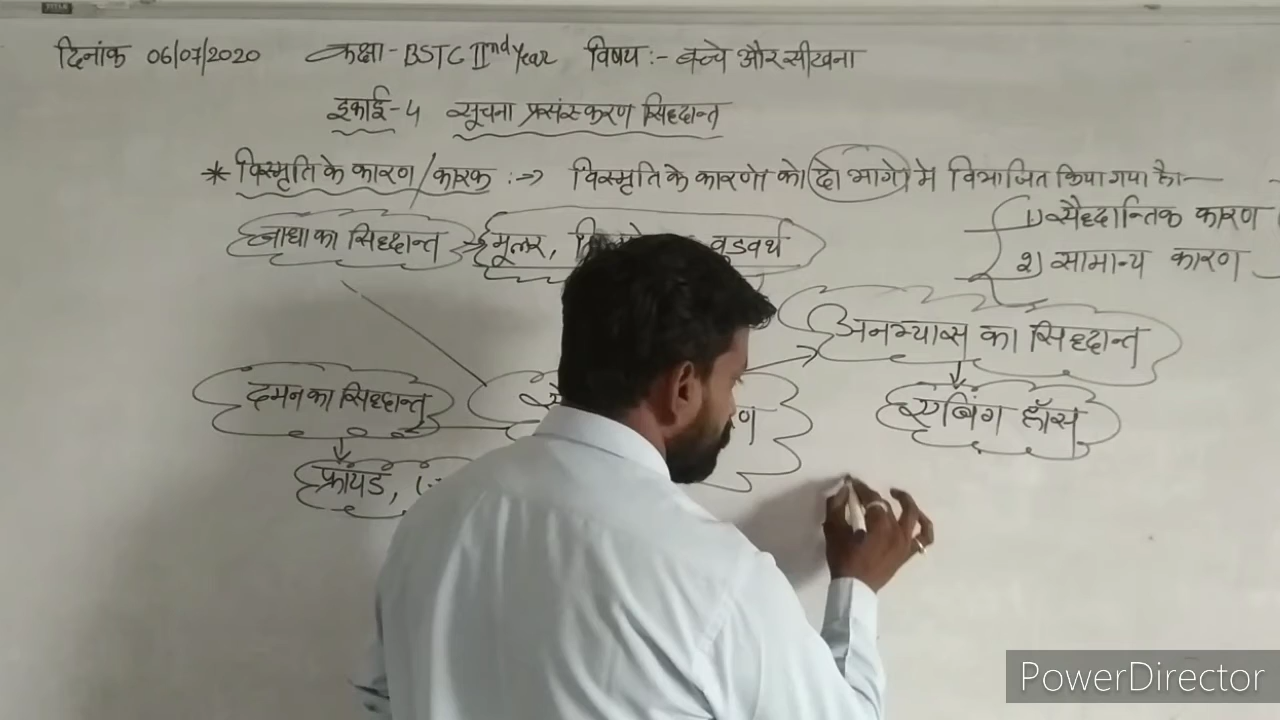 दिनांक 06/07/2020 कक्षा - BSTC IInd Year विषय :- बच्चे और सीखना
इकाई - 5 सूचना प्रसंस्करण सिद्धान्त
* विस्मृति के कारण / कारक :-> विस्मृति के कारणों को (दो भागों) में विभाजित किया गया है।-
1) सैद्धान्तिक कारण
2) सामान्य कारण
बाधा का सिद्धान्त -> मूलर, वुडवर्थ
अनभ्यास का सिद्धान्त
एबिंग हॉस
दमन का सिद्धान्त
फ्रायड,
PowerDirector